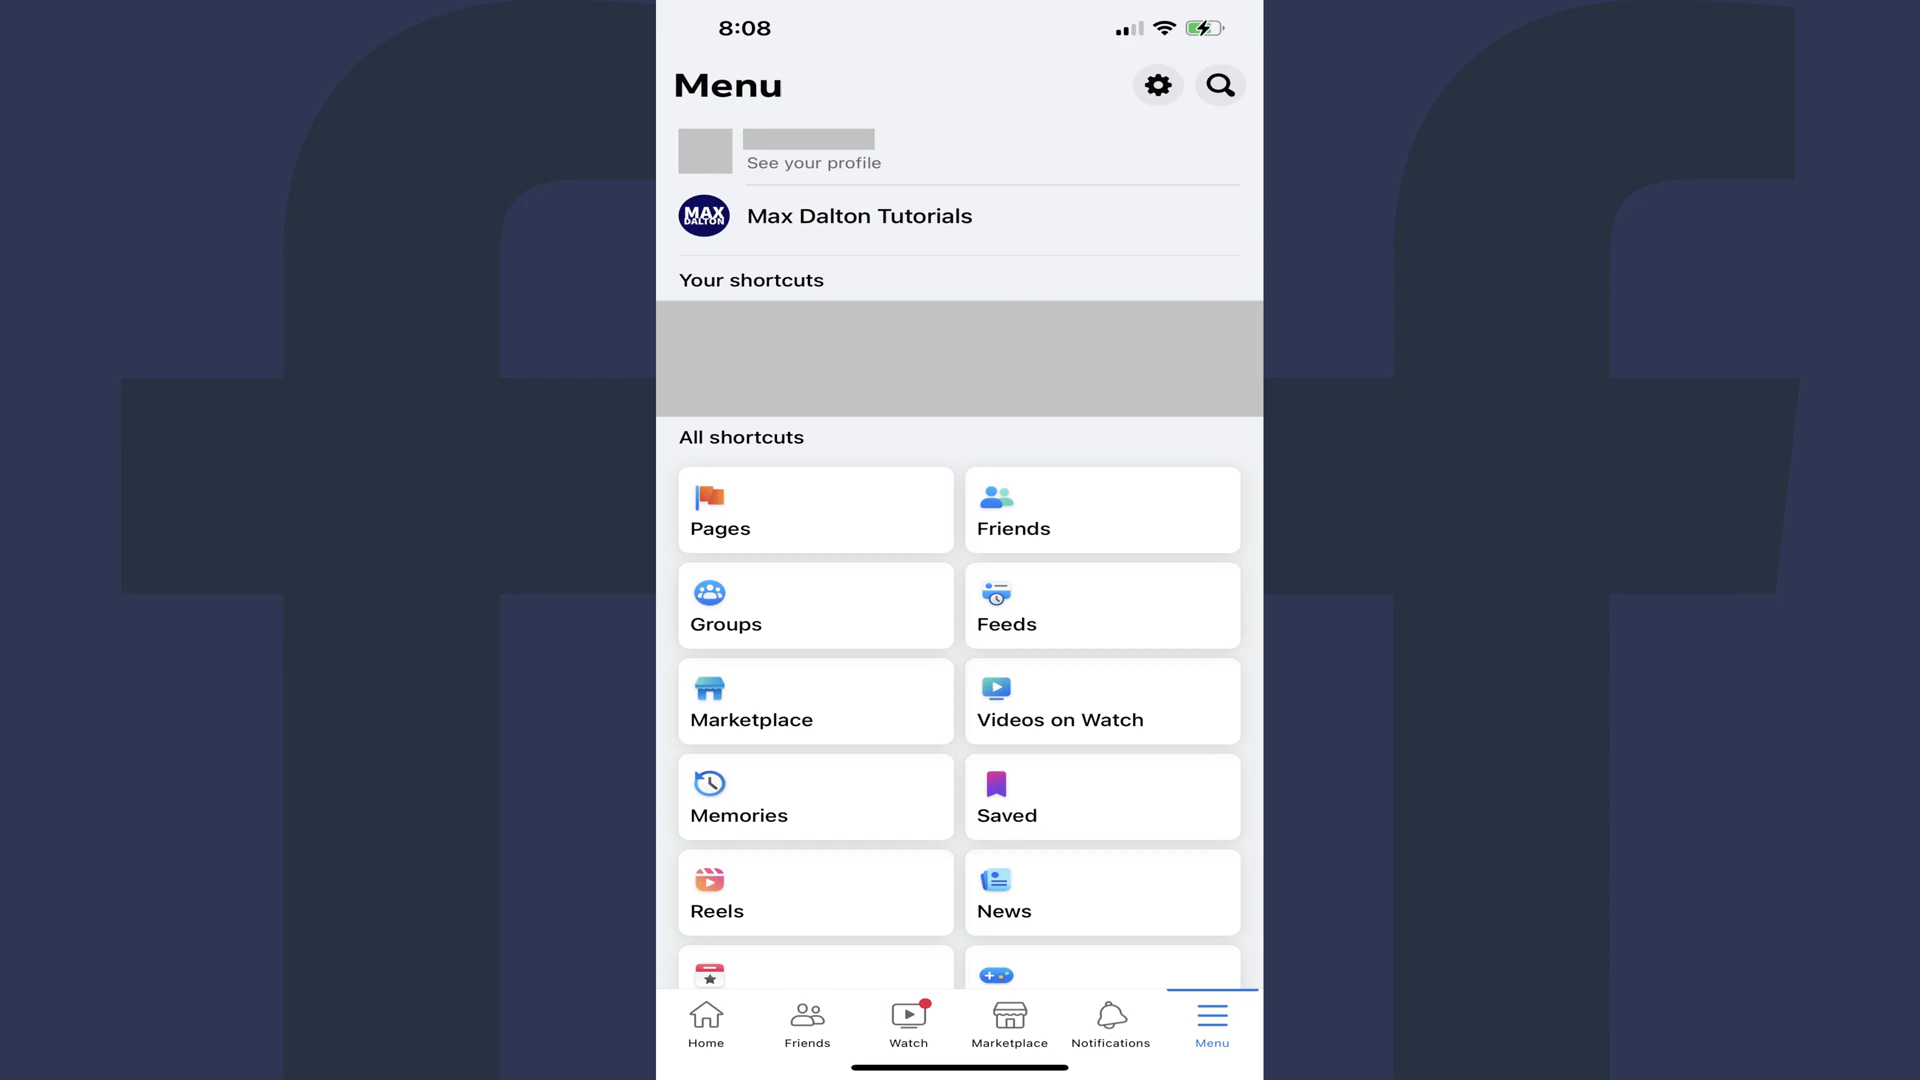 8:08
Menu
See your profile
MAX
DALTON
Max Dalton Tutorials
Your shortcuts
All shortcuts
Pages
Friends
Groups
Feeds
Marketplace
Videos on Watch
Memories
Saved
Reels
News
Home
Friends
Watch
Marketplace
Notifications
Menu